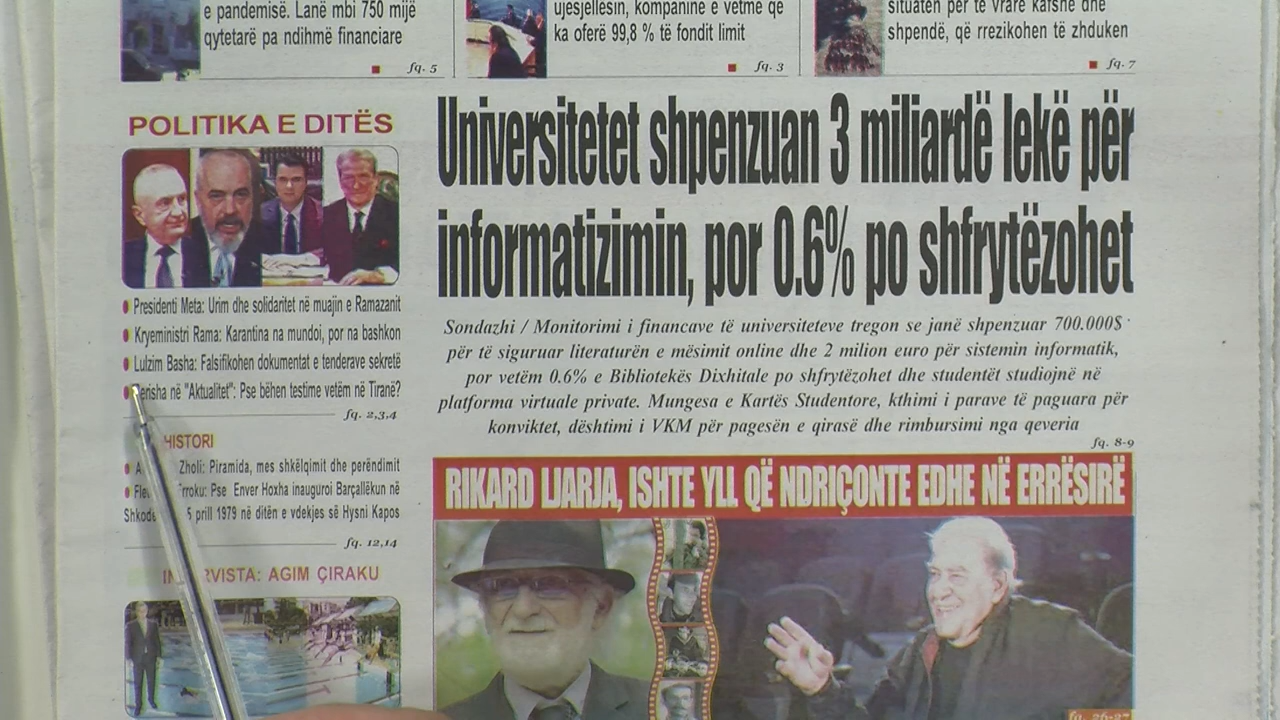 e pandemisë. Lanë mbi 750 mijë
qytetarë pa ndihmë financiare
fq. 5
ujësjellësin, kompaninë e vetme që
ka oferë 99,8 % të fondit limit
fq. 3
situatën për të vrarë kafshë dhe
shpendë, që rrezikohen të zhduken
fq. 7
POLITIKA E DITËS
Presidenti Meta: Urim dhe solidaritet në muajin e Ramazanit
Kryeministri Rama: Karantina na mundoi, por na bashkon
Lulzim Basha: Falsifikohen dokumentat e tenderave sekretë
erisha në "Aktualitet": Pse bëhen testime vetëm në Tiranë?
fq. 2,3,4
HISTORI
Zholi: Piramida, mes shkëlqimit dhe perëndimit
Pse Enver Hoxha inauguroi Barçallëkun në
5 prill 1979 në ditën e vdekjes së Hysni Kapos
fq. 12,14
AGIM ÇIRAKU
Universitetet shpenzuan 3 miliardë lekë për
informatizimin, por 0.6% po shfrytëzohet
Sondazhi / Monitorimi i financave të universiteteve tregon se janë shpenzuar 700.000$
për të siguruar literaturën e mësimit online dhe 2 milion euro për sistemin informatik,
por vetëm 0.6% e Bibliotekës Dixhitale po shfrytëzohet dhe studentët studiojnë në
platforma virtuale private. Mungesa e Kartës Studentore, kthimi i parave të paguara për
konviktet, dështimi i VKM për pagesën e qirasë dhe rimbursimi nga qeveria
fq. 8-9
RIKARD LJARJA, ISHTE YLL QË NDRIÇONTE EDHE NË ERRËSIRË
fq. 26-27